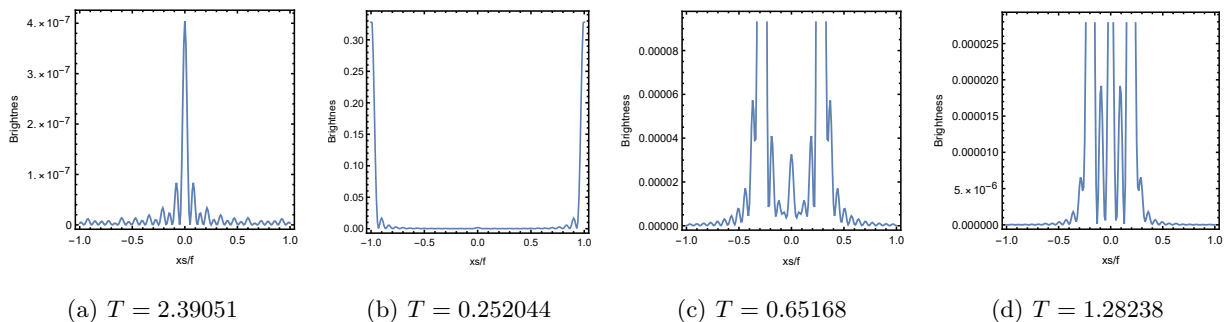 4.×10⁻⁷
3.×10⁻⁷
2.×10⁻⁷
1.×10⁻⁷
0
Brightnes
-1.0 -0.5 0.0 0.5 1.0
xs/f
(a) T = 2.39051
0.30
0.25
0.20
0.15
0.10
0.05
0.00
Brightnes
-1.0 -0.5 0.0 0.5 1.0
xs/f
(b) T = 0.252044
0.00008
0.00006
0.00004
0.00002
0.00000
Brightness
-1.0 -0.5 0.0 0.5 1.0
xs/f
(c) T = 0.65168
0.000025
0.000020
0.000015
0.000010
5.×10⁻⁶
0.000000
Brightness
-1.0 -0.5 0.0 0.5 1.0
xs/f
(d) T = 1.28238